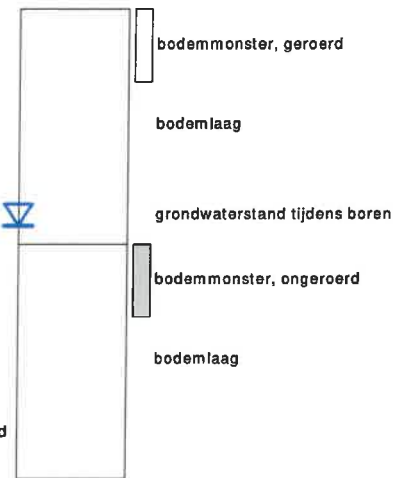 bodemmonster, geroerd
bodemlaag
grondwaterstand tijdens boren
bodemmonster, ongeroerd
bodemlaag